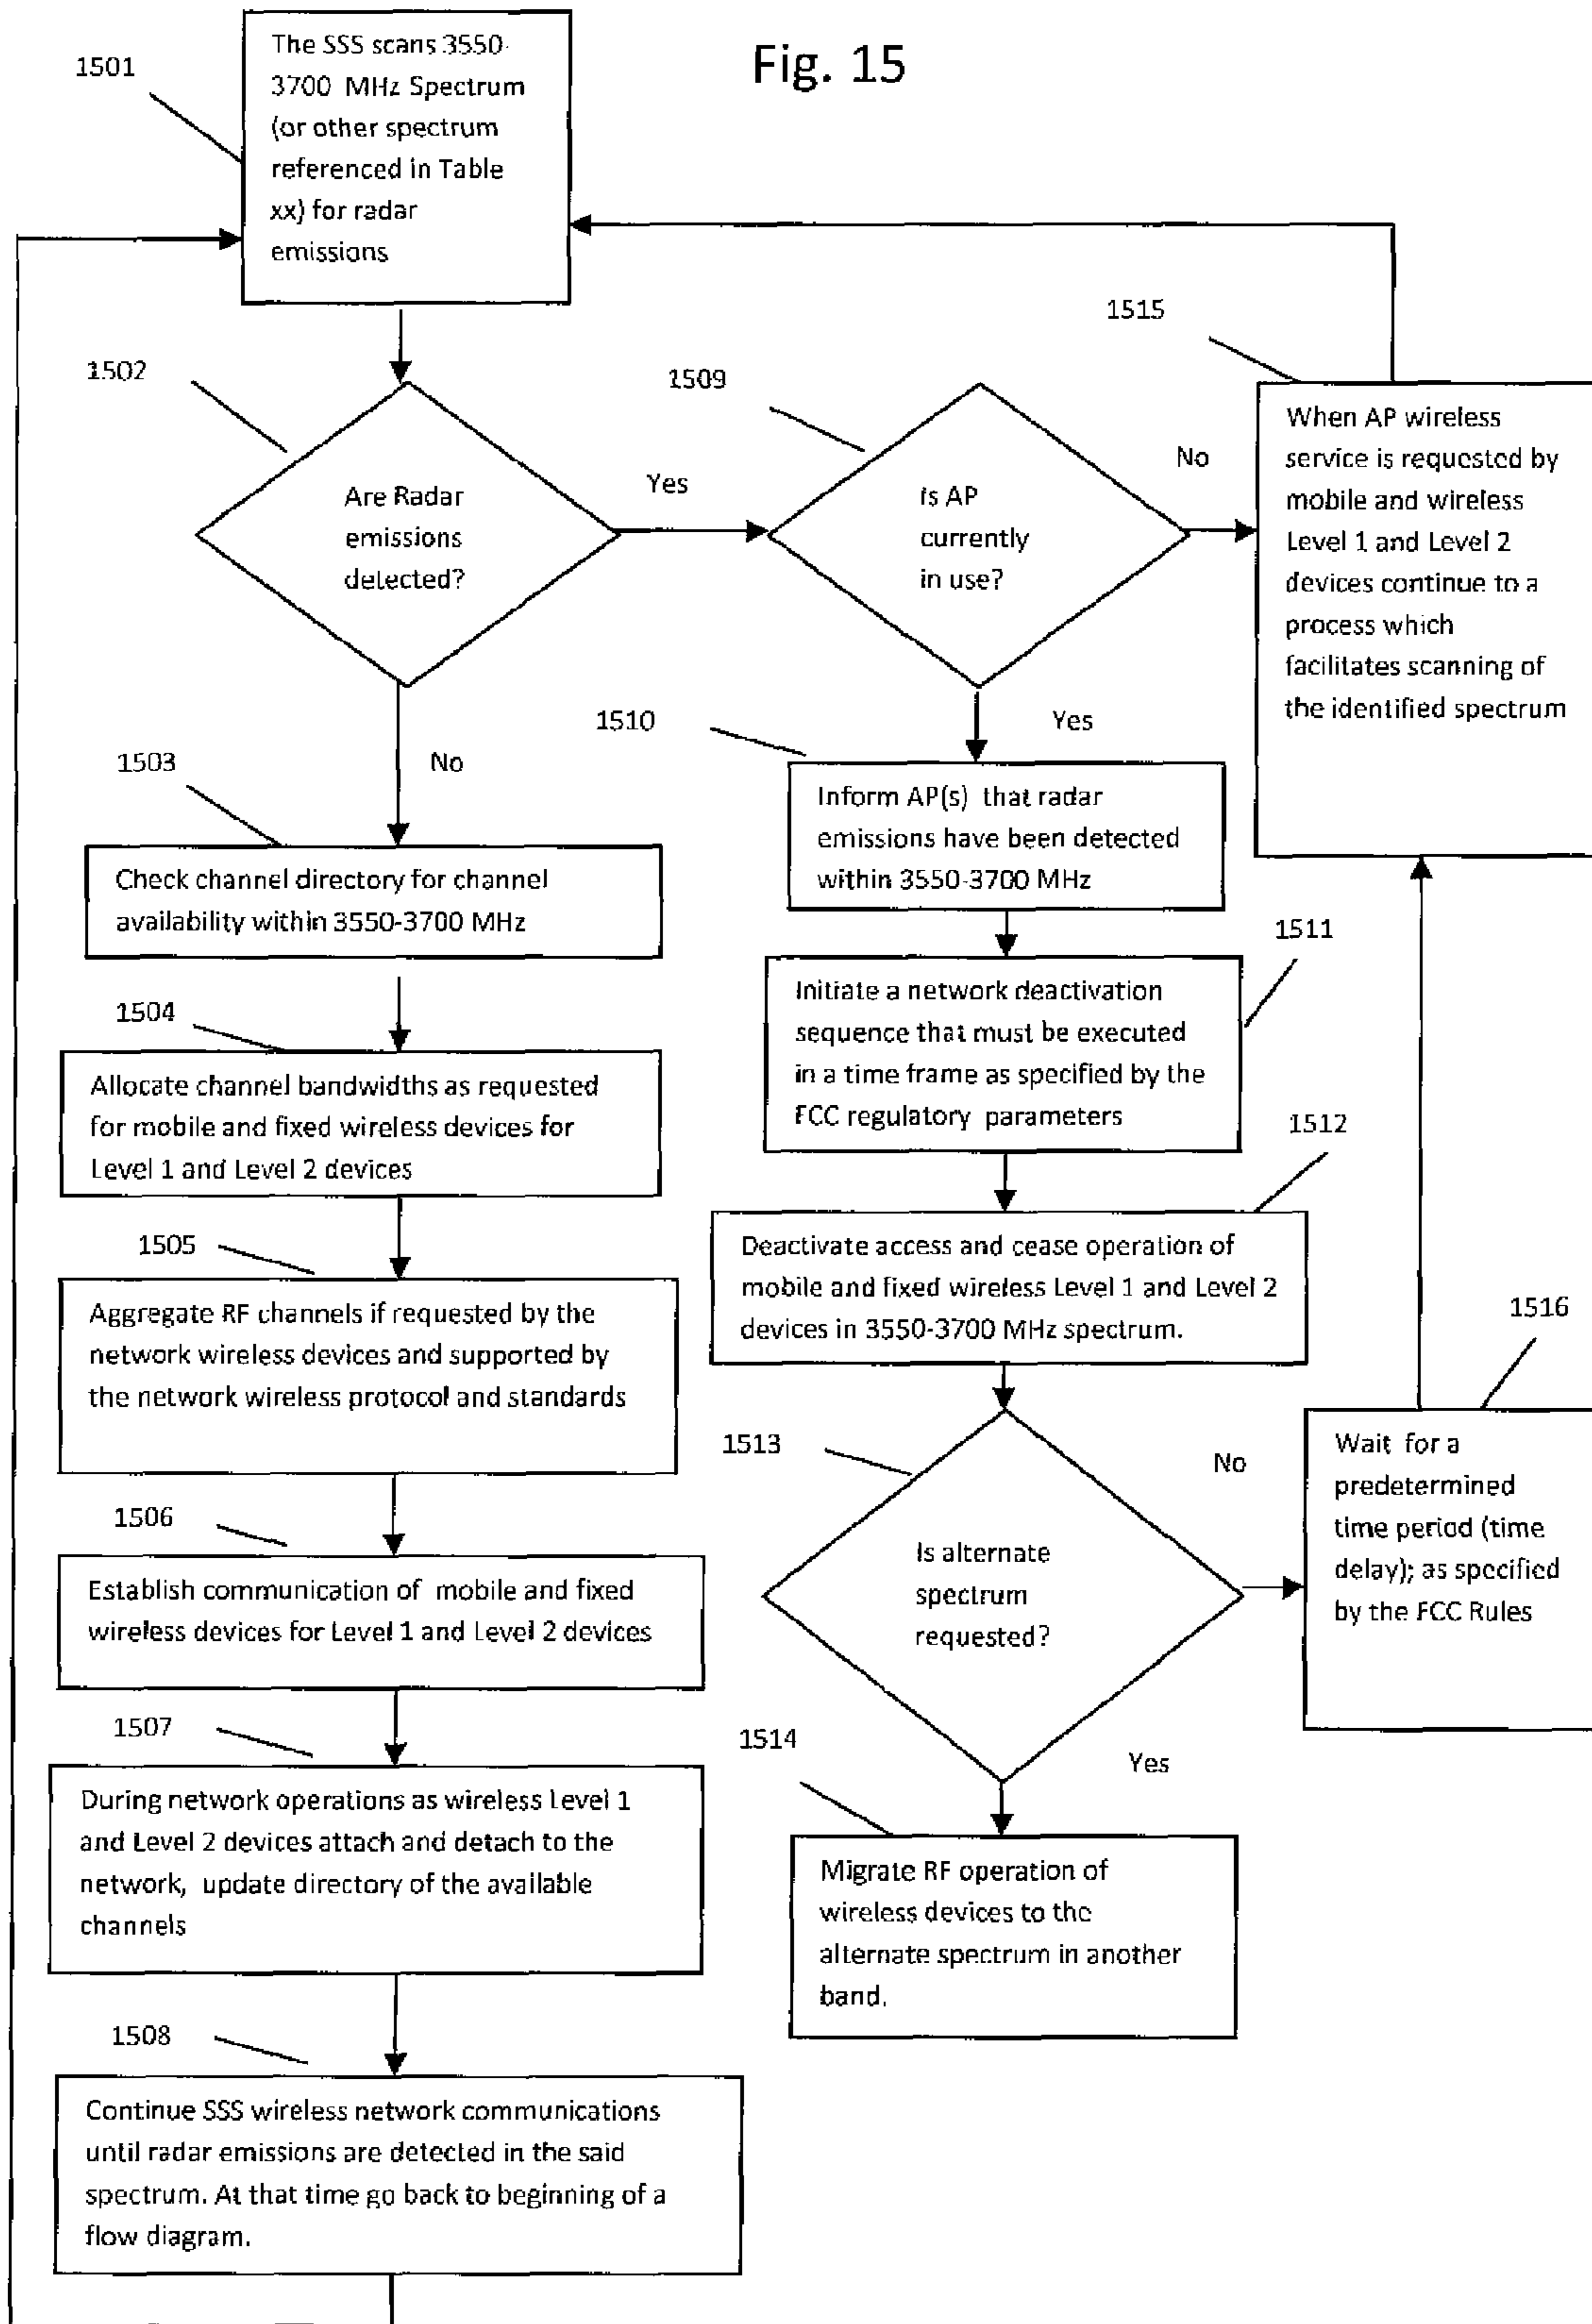 Fig. 15
1501
The SSS scans 3550-
3700 MHz Spectrum
(or other spectrum
referenced in Table
xx) for radar
emissions
1502
Are Radar
emissions
detected?
Yes
No
1509
Is AP
currently
in use?
No
Yes
1515
When AP wireless
service is requested by
mobile and wireless
Level 1 and Level 2
devices continue to a
process which
facilitates scanning of
the identified spectrum
1503
Check channel directory for channel
availability within 3550-3700 MHz
1504
Allocate channel bandwidths as requested
for mobile and fixed wireless devices for
Level 1 and Level 2 devices
1505
Aggregate RF channels if requested by the
network wireless devices and supported by
the network wireless protocol and standards
1506
Establish communication of mobile and fixed
wireless devices for Level 1 and Level 2 devices
1507
During network operations as wireless Level 1
and Level 2 devices attach and detach to the
network, update directory of the available
channels
1508
Continue SSS wireless network communications
until radar emissions are detected in the said
spectrum. At that time go back to beginning of a
flow diagram.
1510
Inform AP(s) that radar
emissions have been detected
within 3550-3700 MHz
1511
Initiate a network deactivation
sequence that must be executed
in a time frame as specified by the
FCC regulatory parameters
1512
Deactivate access and cease operation of
mobile and fixed wireless Level 1 and Level 2
devices in 3550-3700 MHz spectrum.
1513
Is alternate
spectrum
requested?
No
Yes
1516
Wait for a
predetermined
time period (time
delay); as specified
by the FCC Rules
1514
Migrate RF operation of
wireless devices to the
alternate spectrum in another
band.